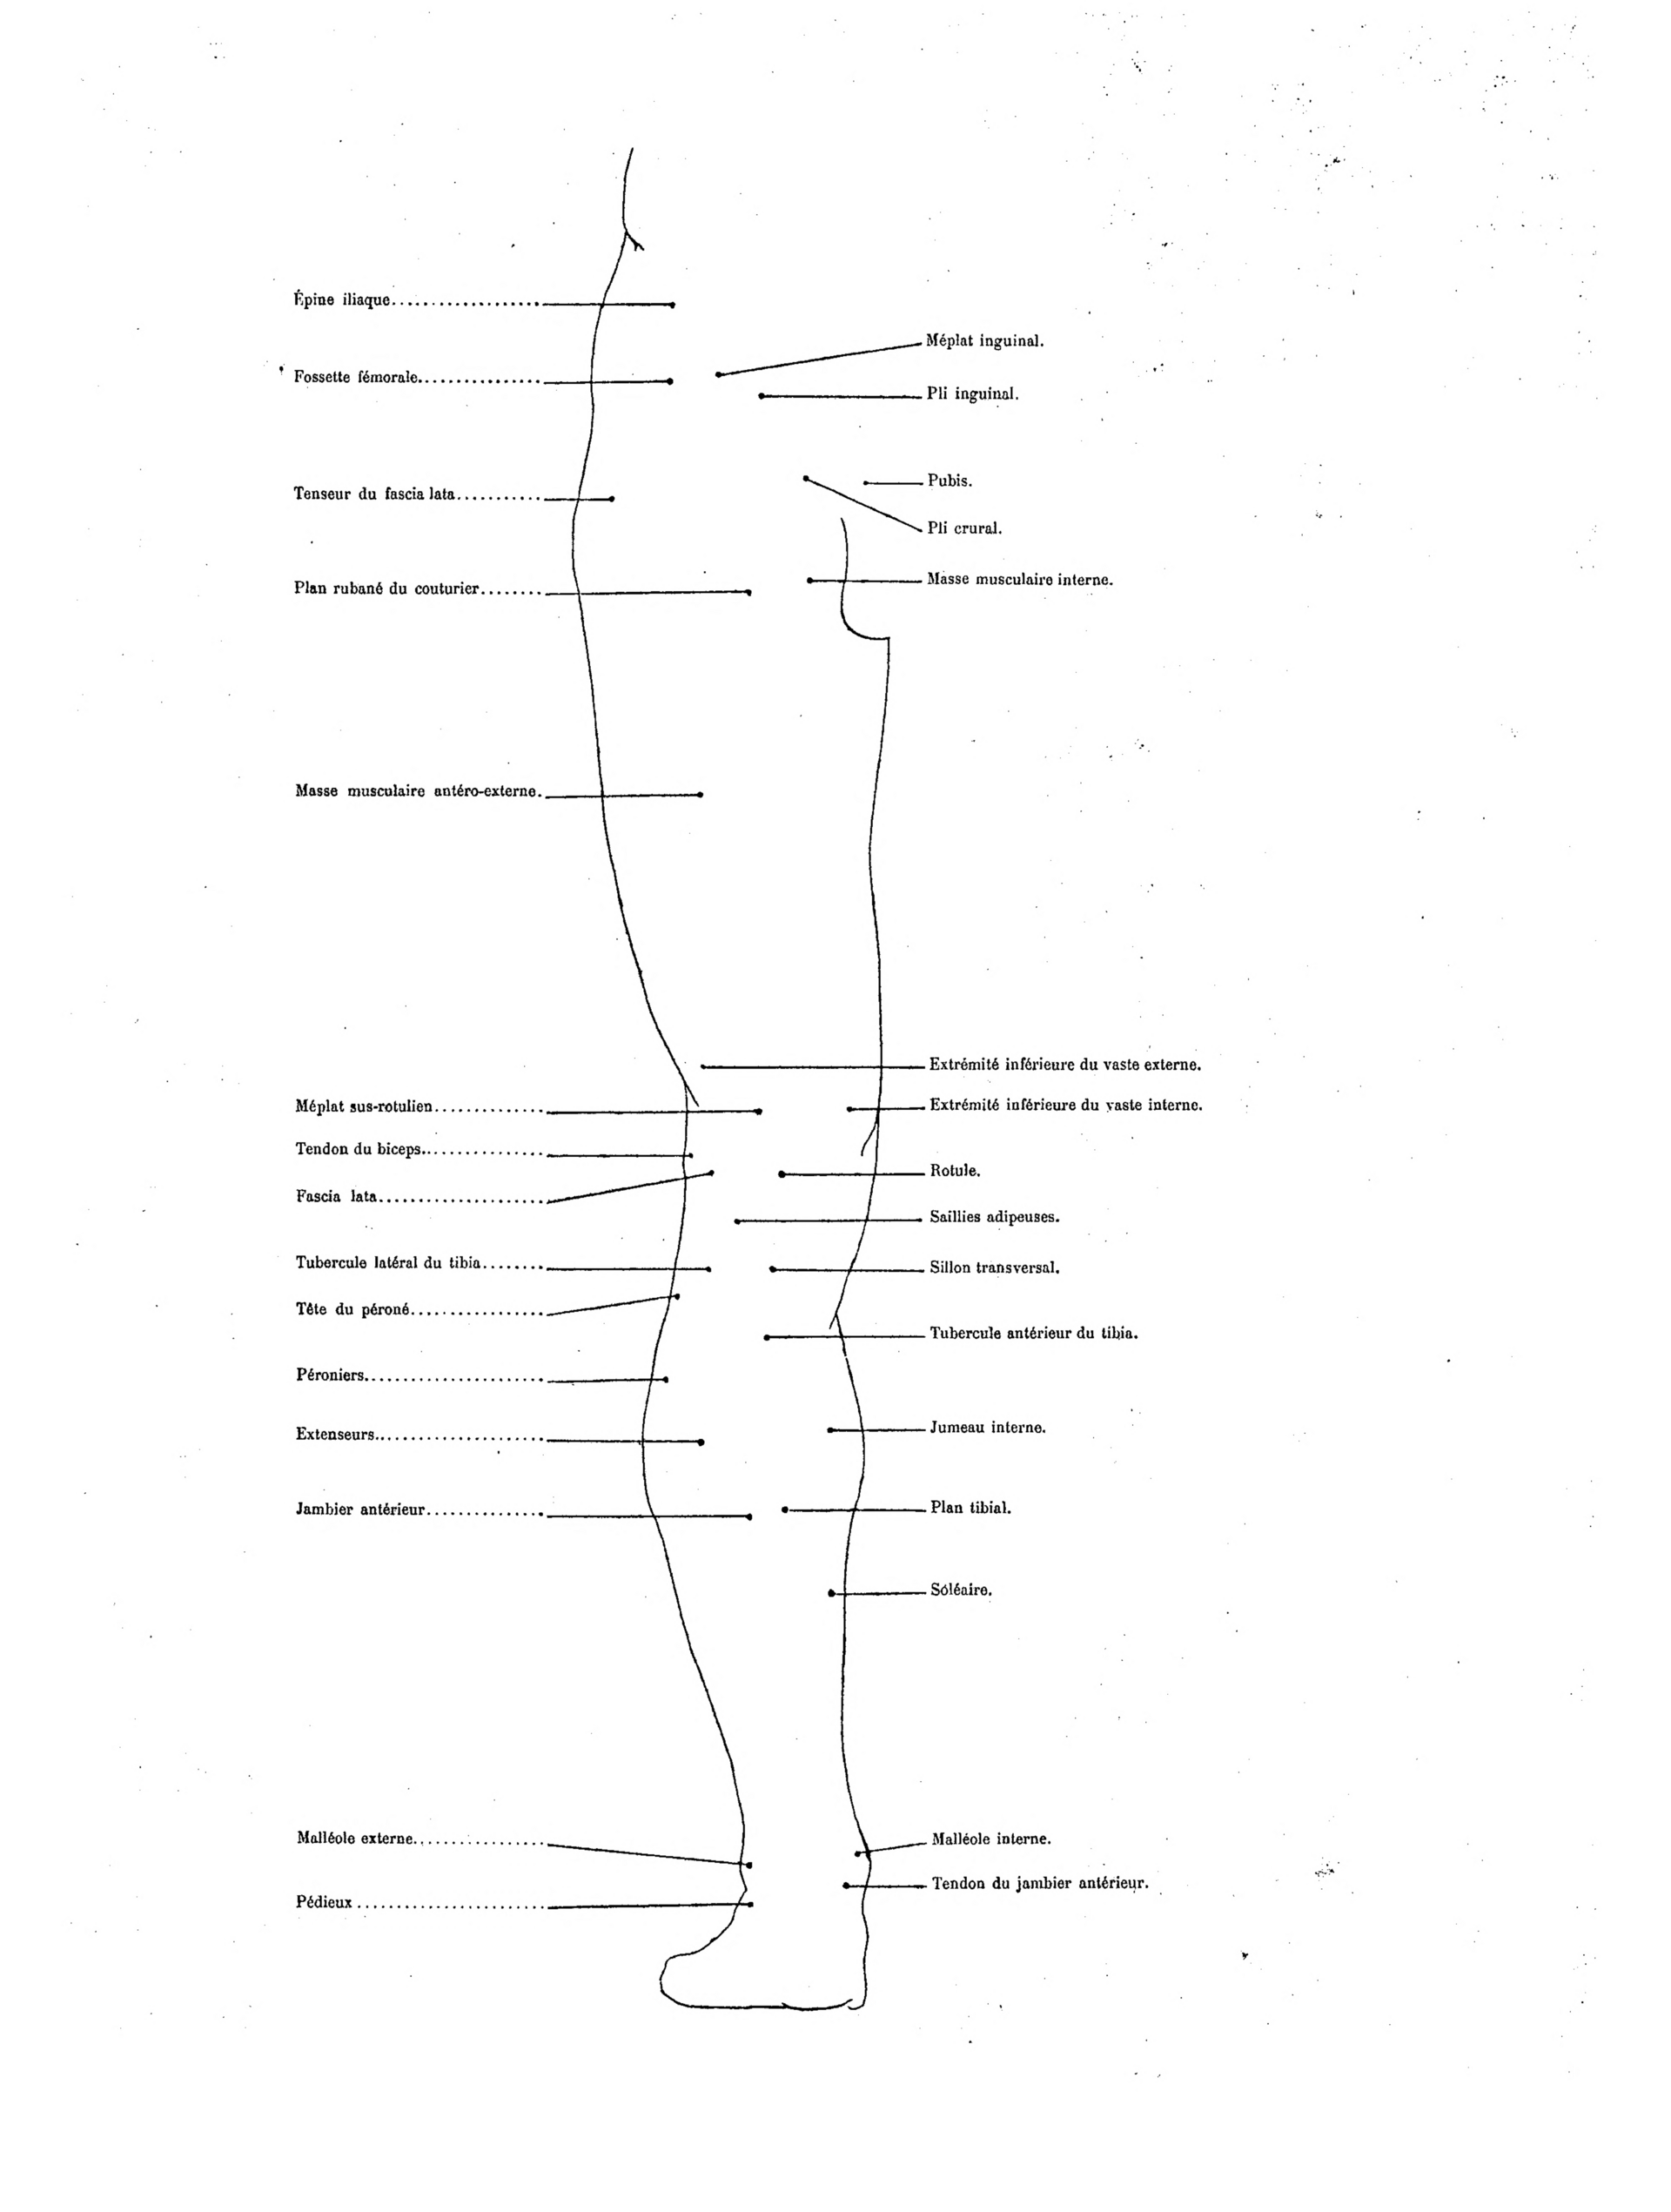 Épine iliaque..................
Fossette fémorale...............
Tenseur du fascia lata...........
Plan rubané du couturier........
Masse musculaire antéro-externe.
Méplat sus-rotulien..............
Tendon du biceps...............
Fascia lata.....................
Tubercule latéral du tibia........
Tête du péroné.................
Péroniers.......................
Extenseurs.....................
Jambier antérieur...............
Malléole externe.................
Pédieux........................
Méplat inguinal.
Pli inguinal.
Pubis.
Pli crural.
Masse musculaire interne.
Extrémité inférieure du vaste externe.
Extrémité inférieure du vaste interne.
Rotule.
Saillies adipeuses.
Sillon transversal.
Tubercule antérieur du tibia.
Jumeau interne.
Plan tibial.
Soléaire.
Malléole interne.
Tendon du jambier antérieur.